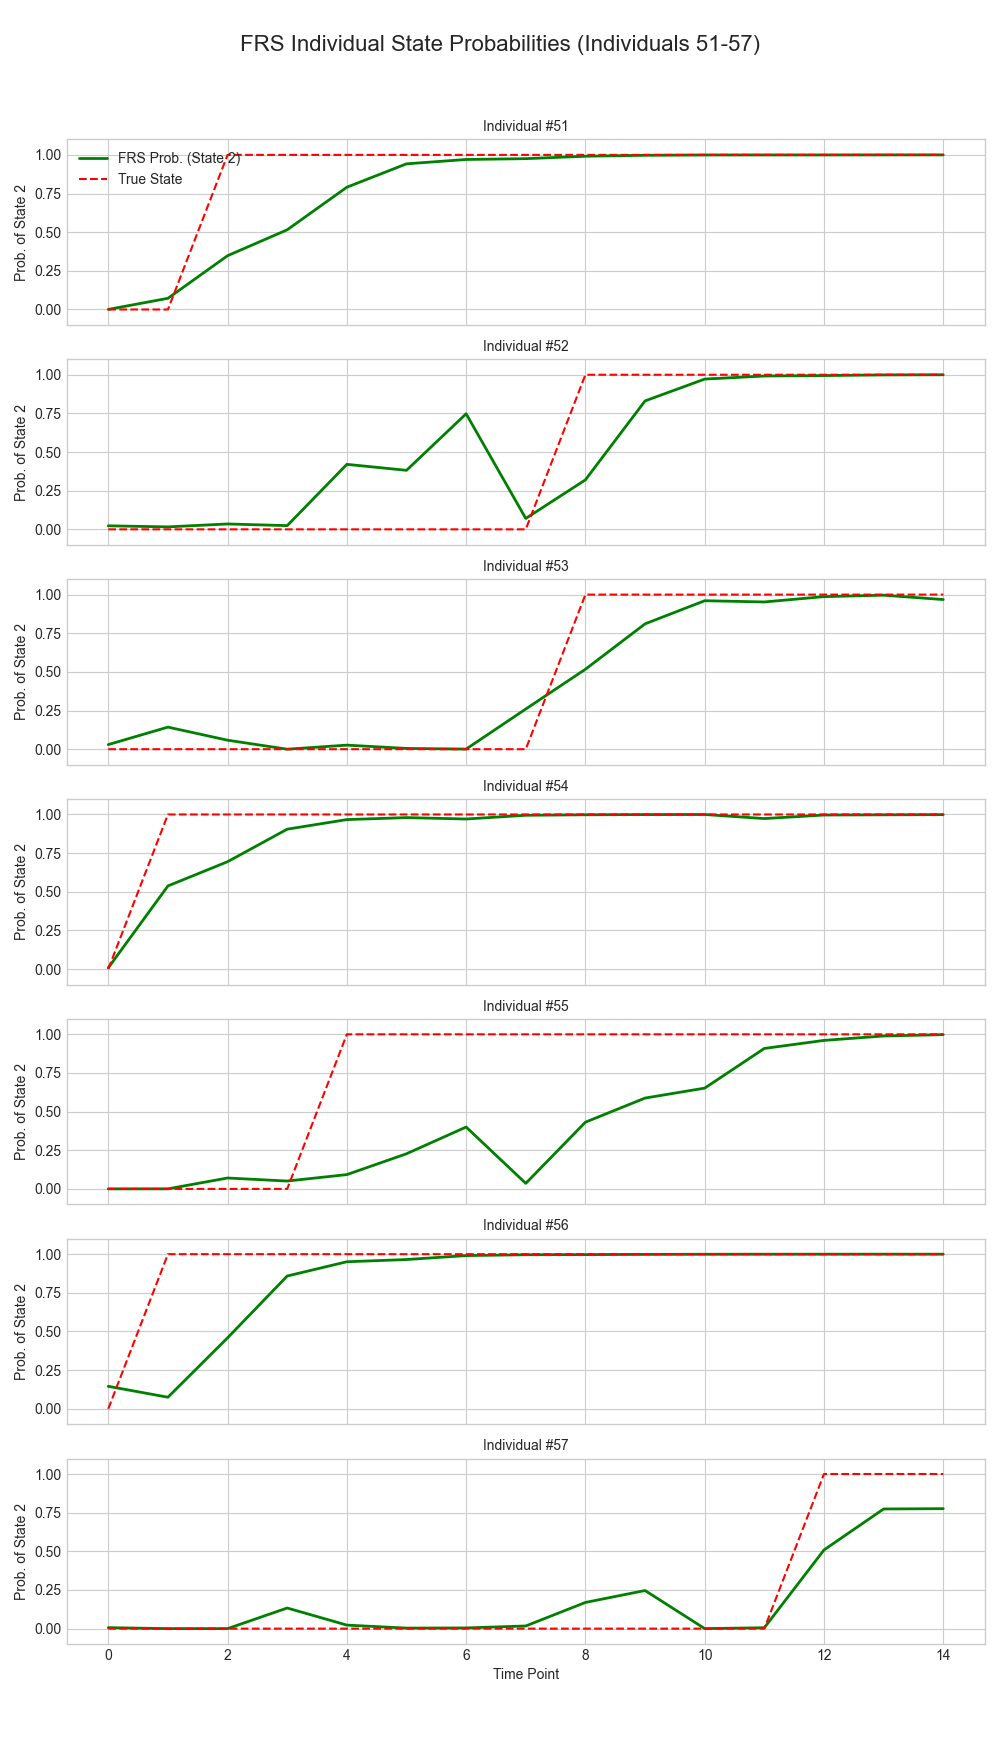 FRS Individual State Probabilities (Individuals 51-57)
Individual #51
FRS Prob. (State 2)
True State
Prob. of State 2
1.00
0.75
0.50
0.25
0.00
Individual #52
Prob. of State 2
1.00
0.75
0.50
0.25
0.00
Individual #53
Prob. of State 2
1.00
0.75
0.50
0.25
0.00
Individual #54
Prob. of State 2
1.00
0.75
0.50
0.25
0.00
Individual #55
Prob. of State 2
1.00
0.75
0.50
0.25
0.00
Individual #56
Prob. of State 2
1.00
0.75
0.50
0.25
0.00
Individual #57
Prob. of State 2
1.00
0.75
0.50
0.25
0.00
0 2 4 6 8 10 12 14
Time Point